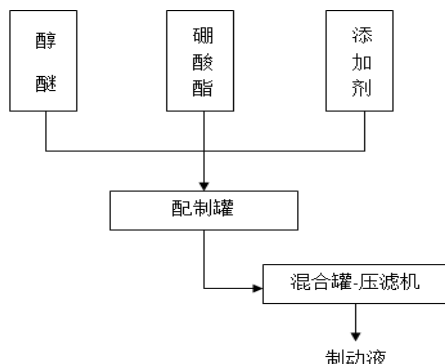 醇醚
硼酸酯
添加剂
配制罐
混合罐-压滤机
制动液